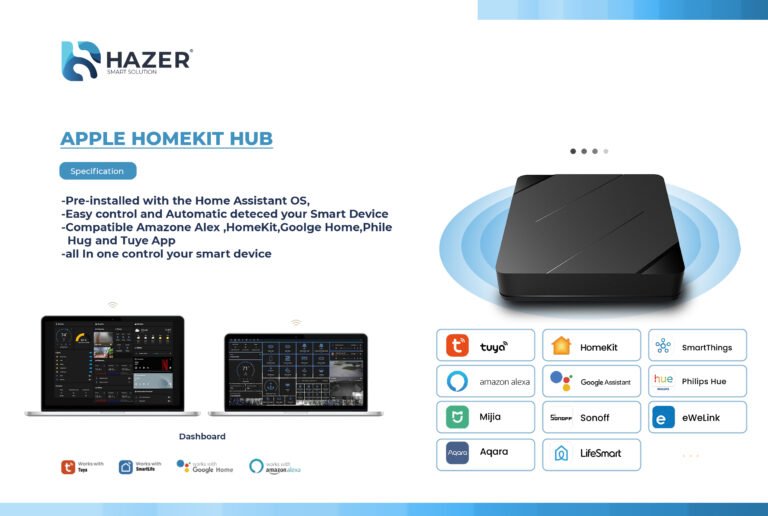 HAZER
SMART SOLUTION
APPLE HOMEKIT HUB
Specification
-Pre-installed with the Home Assistant OS,
-Easy control and Automatic deteced your Smart Device
-Compatible Amazone Alex ,HomeKit,Goolge Home,Phile
Hug and Tuye App
-all In one control your smart device
Dashboard
Works with
Tuya
Works with
SmartLife
works with
Google Home
works with
amazon alexa
tuya
HomeKit
SmartThings
amazon alexa
Google Assistant
hue
Philips Hue
Mijia
SONOFF
Sonoff
e
eWeLink
Aqara
Aqara
LifeSmart